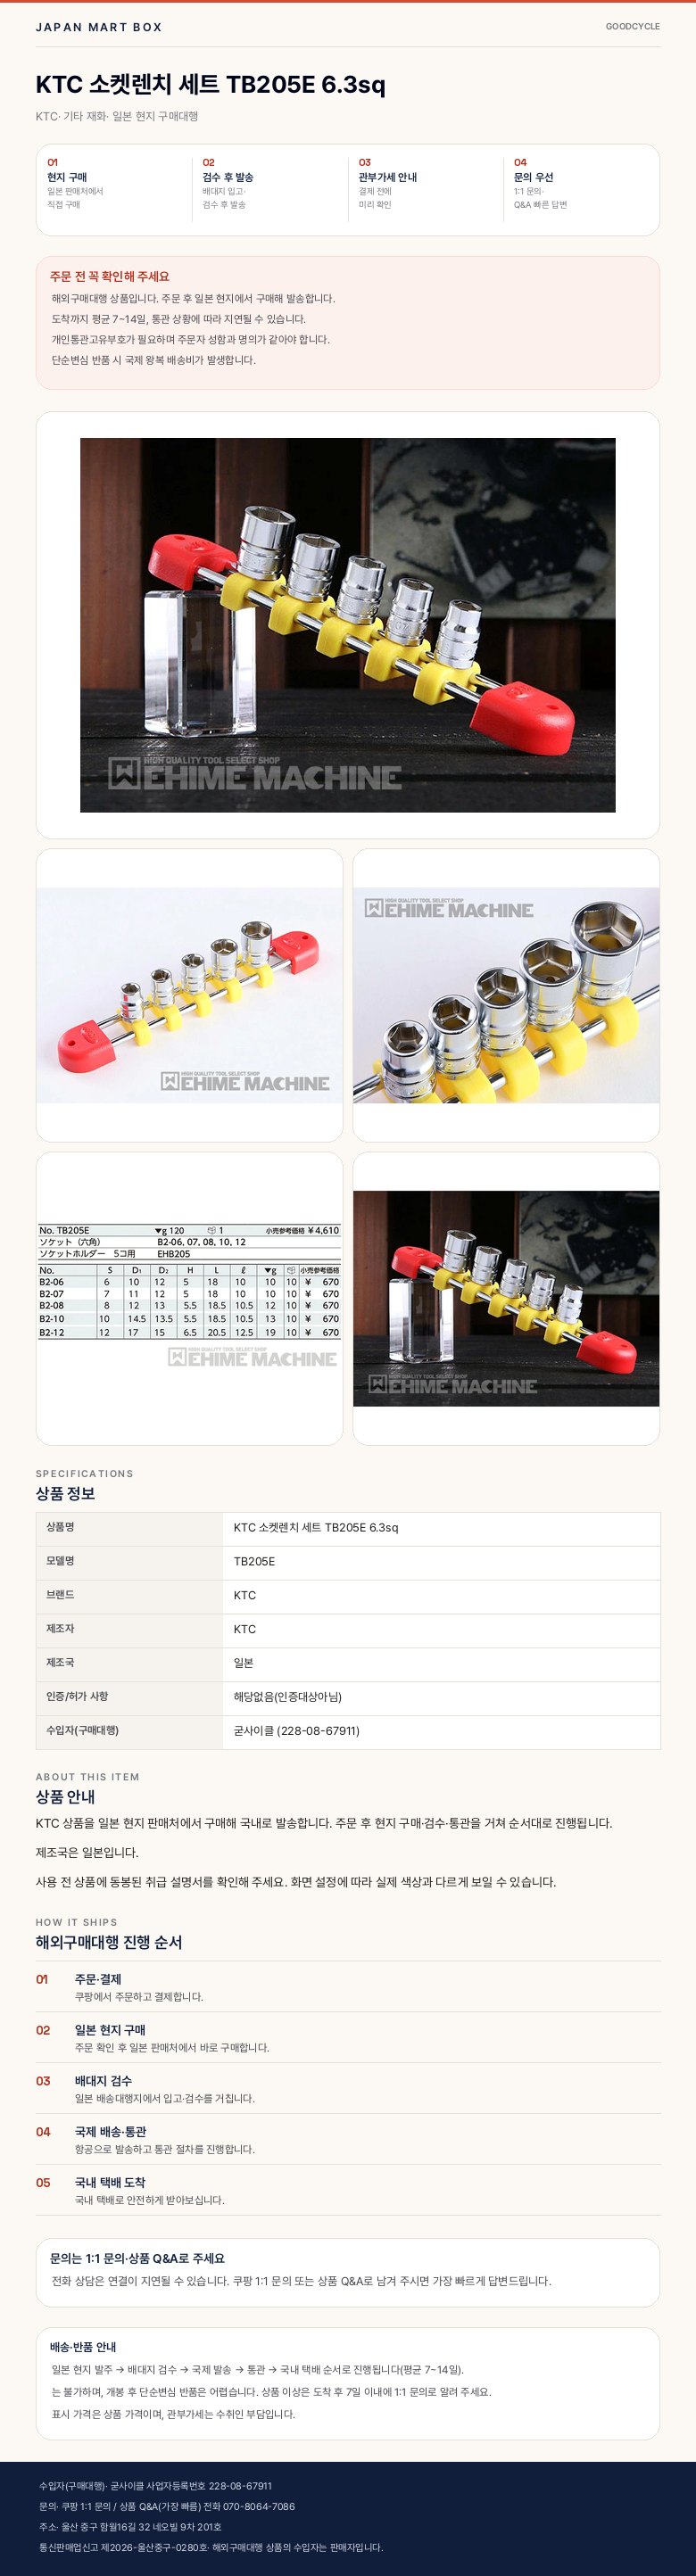 JAPAN MART BOX
GOODCYCLE
KTC 소켓렌치 세트 TB205E 6.3sq
KTC· 기타 재화· 일본 현지 구매대행
01
현지 구매
일본 판매처에서
직접 구매
02
검수 후 발송
배대지 입고·
검수 후 발송
03
관부가세 안내
결제 전에
미리 확인
04
문의 우선
1:1 문의·
Q&A 빠른 답변
주문 전 꼭 확인해 주세요
해외구매대행 상품입니다. 주문 후 일본 현지에서 구매해 발송합니다.
도착까지 평균 7~14일, 통관 상황에 따라 지연될 수 있습니다.
개인통관고유부호가 필요하며 주문자 성함과 명의가 같아야 합니다.
단순변심 반품 시 국제 왕복 배송비가 발생합니다.
HIGH QUALITY TOOL SELECT SHOP
EHIME MACHINE
HIGH QUALITY TOOL SELECT SHOP
EHIME MACHINE
HIGH QUALITY TOOL SELECT SHOP
EHIME MACHINE
No. TB205E ▼g 120 1 小売参考価格 ¥4,610
ソケット（六角） B2-06, 07, 08, 10, 12
ソケットホルダー 5コ用 EHB205
No. S D₁ D₂ H L ℓ ▼g 小売参考価格
B2-06 6 10 12 5 18 10 10 10 ¥ 670
B2-07 7 11 12 5 18 10 10 10 ¥ 670
B2-08 8 12 13 5.5 18.5 10.5 12 10 ¥ 670
B2-10 10 14.5 13.5 5.5 18.5 10.5 13 10 ¥ 670
B2-12 12 17 15 6.5 20.5 12.5 19 10 ¥ 670
HIGH QUALITY TOOL SELECT SHOP
EHIME MACHINE
HIGH QUALITY TOOL SELECT SHOP
EHIME MACHINE
SPECIFICATIONS
상품 정보
상품명 KTC 소켓렌치 세트 TB205E 6.3sq
모델명 TB205E
브랜드 KTC
제조자 KTC
제조국 일본
인증/허가 사항 해당없음(인증대상아님)
수입자(구매대행) 굳사이클 (228-08-67911)
ABOUT THIS ITEM
상품 안내
KTC 상품을 일본 현지 판매처에서 구매해 국내로 발송합니다. 주문 후 현지 구매·검수·통관을 거쳐 순서대로 진행됩니다.
제조국은 일본입니다.
사용 전 상품에 동봉된 취급 설명서를 확인해 주세요. 화면 설정에 따라 실제 색상과 다르게 보일 수 있습니다.
HOW IT SHIPS
해외구매대행 진행 순서
01 주문·결제
쿠팡에서 주문하고 결제합니다.
02 일본 현지 구매
주문 확인 후 일본 판매처에서 바로 구매합니다.
03 배대지 검수
일본 배송대행지에서 입고·검수를 거칩니다.
04 국제 배송·통관
항공으로 발송하고 통관 절차를 진행합니다.
05 국내 택배 도착
국내 택배로 안전하게 받아보십니다.
문의는 1:1 문의·상품 Q&A로 주세요
전화 상담은 연결이 지연될 수 있습니다. 쿠팡 1:1 문의 또는 상품 Q&A로 남겨 주시면 가장 빠르게 답변드립니다.
배송·반품 안내
일본 현지 발주 → 배대지 검수 → 국제 발송 → 통관 → 국내 택배 순서로 진행됩니다(평균 7~14일).
는 불가하며, 개봉 후 단순변심 반품은 어렵습니다. 상품 이상은 도착 후 7일 이내에 1:1 문의로 알려 주세요.
표시 가격은 상품 가격이며, 관부가세는 수취인 부담입니다.
수입자(구매대행)· 굳사이클 사업자등록번호 228-08-67911
문의· 쿠팡 1:1 문의 / 상품 Q&A(가장 빠름) 전화 070-8064-7086
주소· 울산 중구 함월16길 32 네오빌 9차 201호
통신판매업신고 제2026-울산중구-0280호· 해외구매대행 상품의 수입자는 판매자입니다.